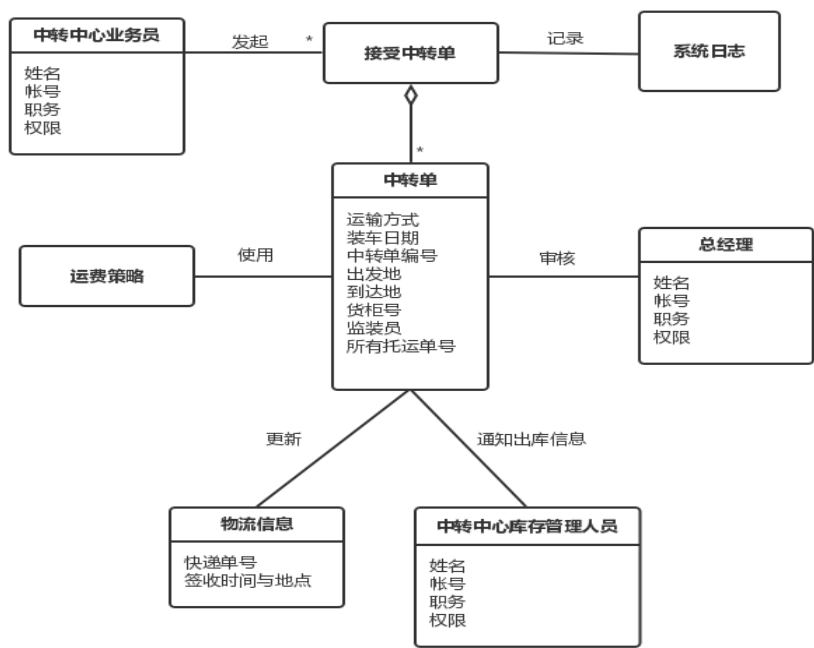 中转中心业务员
姓名
帐号
职务
权限
发起
*
接受中转单
记录
系统日志
*
中转单
运输方式
装车日期
中转单编号
出发地
到达地
货柜号
监装员
所有托运单号
运费策略
使用
审核
总经理
姓名
帐号
职务
权限
更新
通知出库信息
物流信息
快递单号
签收时间与地点
中转中心库存管理人员
姓名
帐号
职务
权限